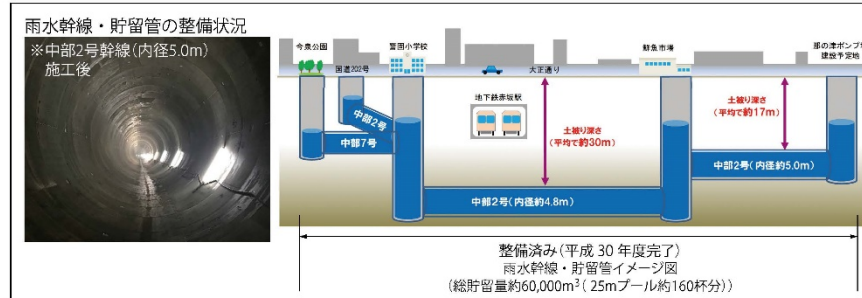 雨水幹線・貯留管の整備状況
※中部2号幹線(内径5.0m)
施工後
今泉公園
国道202号
警固小学校
大正通り
鮮魚市場
那の津ポンプ場
建設予定地
地下鉄赤坂駅
土被り深さ
(平均で約30m)
土被り深さ
(平均で約17m)
中部2号
中部7号
中部2号(内径約5.0m)
中部2号(内径約4.8m)
整備済み(平成 30 年度完了)
雨水幹線・貯留管イメージ図
(総貯留量約60,000m³( 25mプール約160杯分))